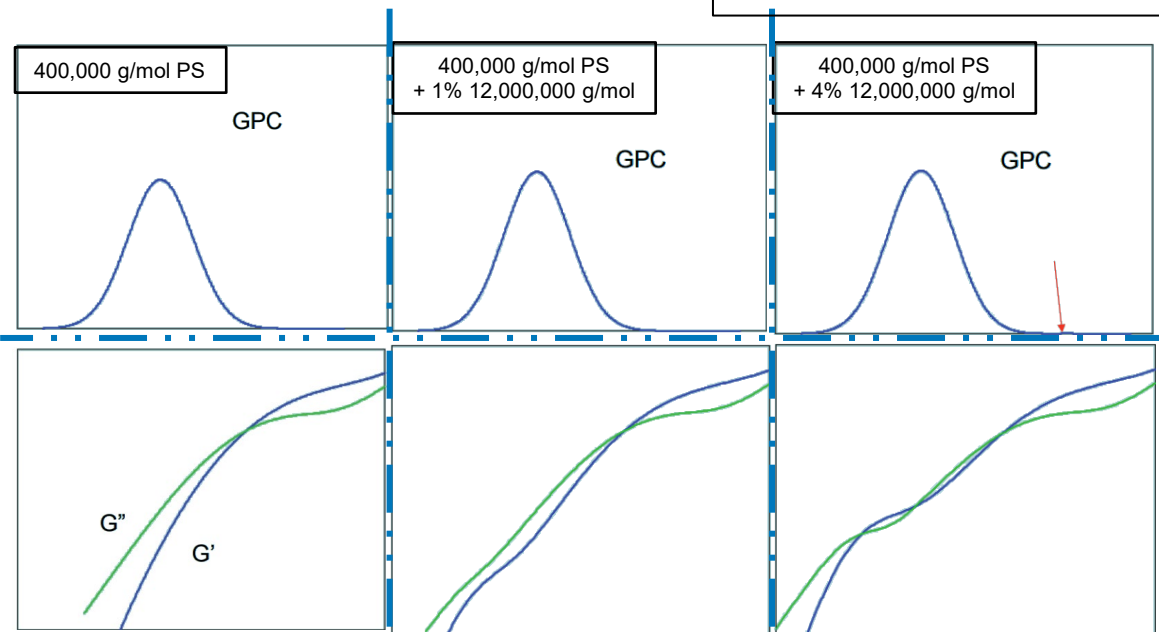 400,000 g/mol PS
GPC
400,000 g/mol PS
+ 1% 12,000,000 g/mol
GPC
400,000 g/mol PS
+ 4% 12,000,000 g/mol
GPC
G”
G’